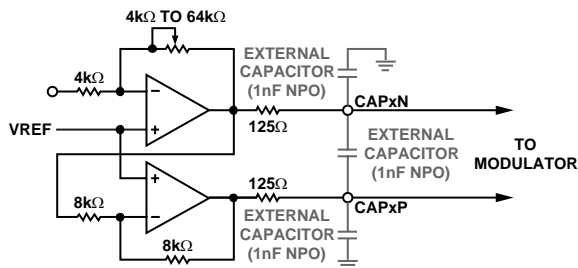 4kΩ TO 64kΩ
4kΩ
VREF
125Ω
EXTERNAL
CAPACITOR
(1nF NPO)
CAPxN
EXTERNAL
CAPACITOR
(1nF NPO)
TO
MODULATOR
8kΩ
8kΩ
125Ω
CAPxP
EXTERNAL
CAPACITOR
(1nF NPO)